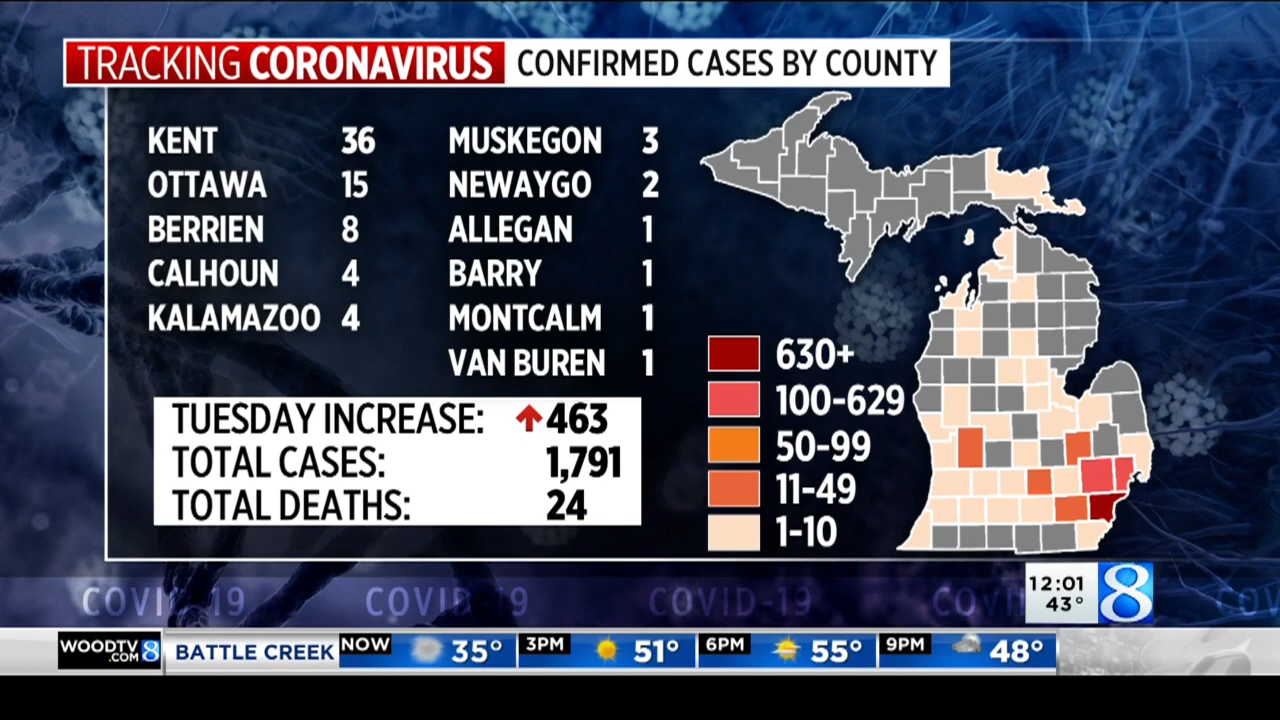 TRACKING CORONAVIRUS CONFIRMED CASES BY COUNTY
KENT 36
OTTAWA 15
BERRIEN 8
CALHOUN 4
KALAMAZOO 4
MUSKEGON 3
NEWAYGO 2
ALLEGAN 1
BARRY 1
MONTCALM 1
VAN BUREN 1
TUESDAY INCREASE: 463
TOTAL CASES: 1,791
TOTAL DEATHS: 24
630+
100-629
50-99
11-49
1-10
COVID-19 COVID-19 COVID-19 COVI COV
12:01
43°
8
WOODTV
.COM 8
BATTLE CREEK NOW 35° 3PM 51° 6PM 55° 9PM 48°